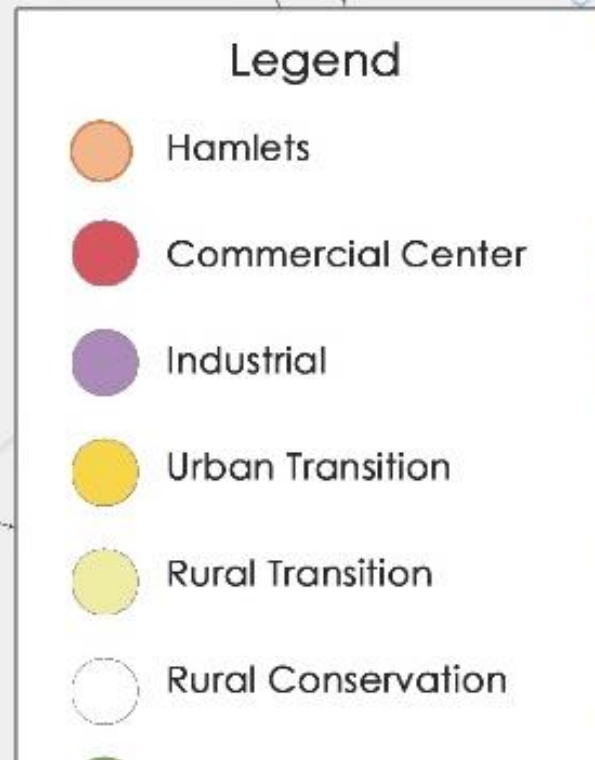 Legend
Hamlets
Commercial Center
Industrial
Urban Transition
Rural Transition
Rural Conservation